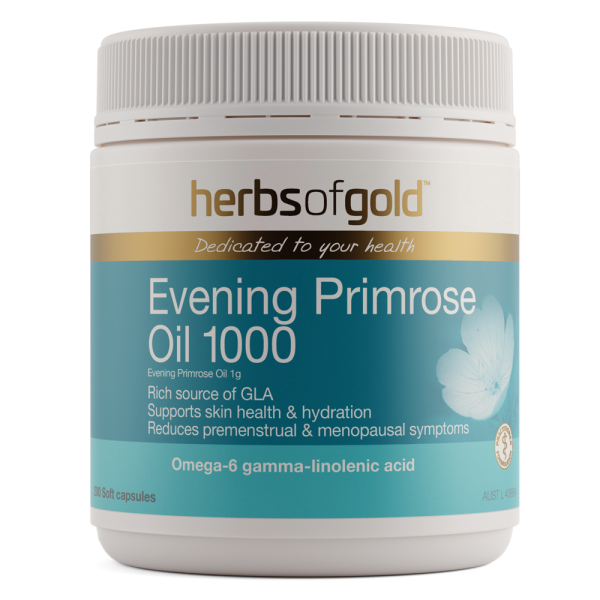 herbsofgold™
Dedicated to your health
Evening Primrose
Oil 1000
Evening Primrose Oil 1g
Rich source of GLA
Supports skin health & hydration
Reduces premenstrual & menopausal symptoms
Omega-6 gamma-linolenic acid
Soft capsules
AUST L